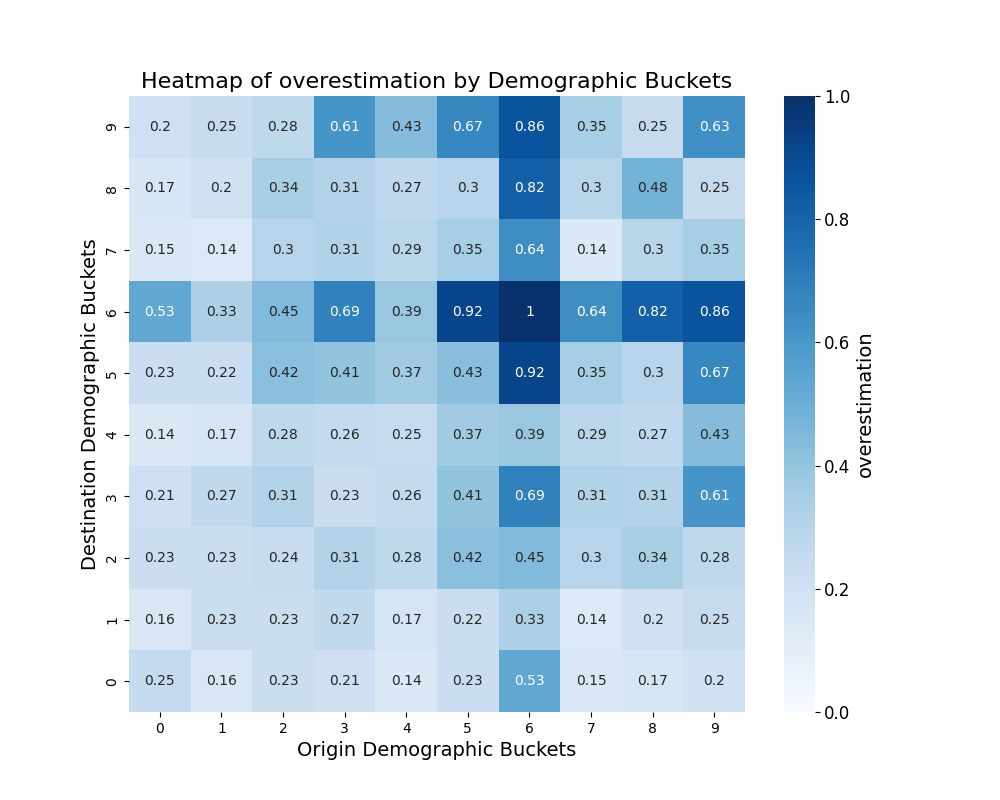 Heatmap of overestimation by Demographic Buckets
9 0.2 0.25 0.28 0.61 0.43 0.67 0.86 0.35 0.25 0.63
8 0.17 0.2 0.34 0.31 0.27 0.3 0.82 0.3 0.48 0.25
7 0.15 0.14 0.3 0.31 0.29 0.35 0.64 0.14 0.3 0.35
6 0.53 0.33 0.45 0.69 0.39 0.92 1 0.64 0.82 0.86
5 0.23 0.22 0.42 0.41 0.37 0.43 0.92 0.35 0.3 0.67
4 0.14 0.17 0.28 0.26 0.25 0.37 0.39 0.29 0.27 0.43
3 0.21 0.27 0.31 0.23 0.26 0.41 0.69 0.31 0.31 0.61
2 0.23 0.23 0.24 0.31 0.28 0.42 0.45 0.3 0.34 0.28
1 0.16 0.23 0.23 0.27 0.17 0.22 0.33 0.14 0.2 0.25
0 0.25 0.16 0.23 0.21 0.14 0.23 0.53 0.15 0.17 0.2
0 1 2 3 4 5 6 7 8 9
Origin Demographic Buckets
Destination Demographic Buckets
1.0
0.8
0.6
0.4
0.2
0.0
overestimation